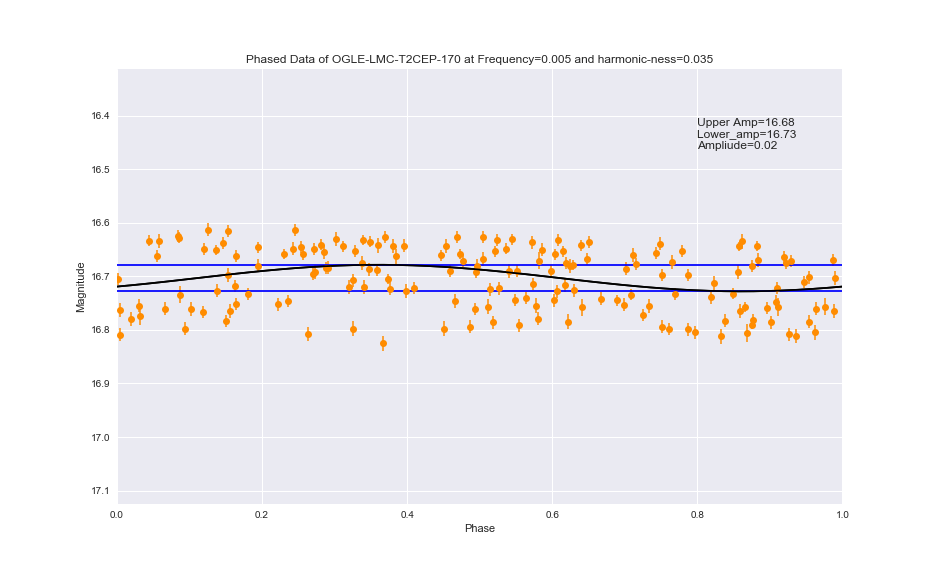 Phased Data of OGLE-LMC-T2CEP-170 at Frequency=0.005 and harmonic-ness=0.035
Upper Amp=16.68
Lower_amp=16.73
Ampliude=0.02
16.4
16.5
16.6
16.7
16.8
16.9
17.0
17.1
Magnitude
0.0 0.2 0.4 0.6 0.8 1.0
Phase